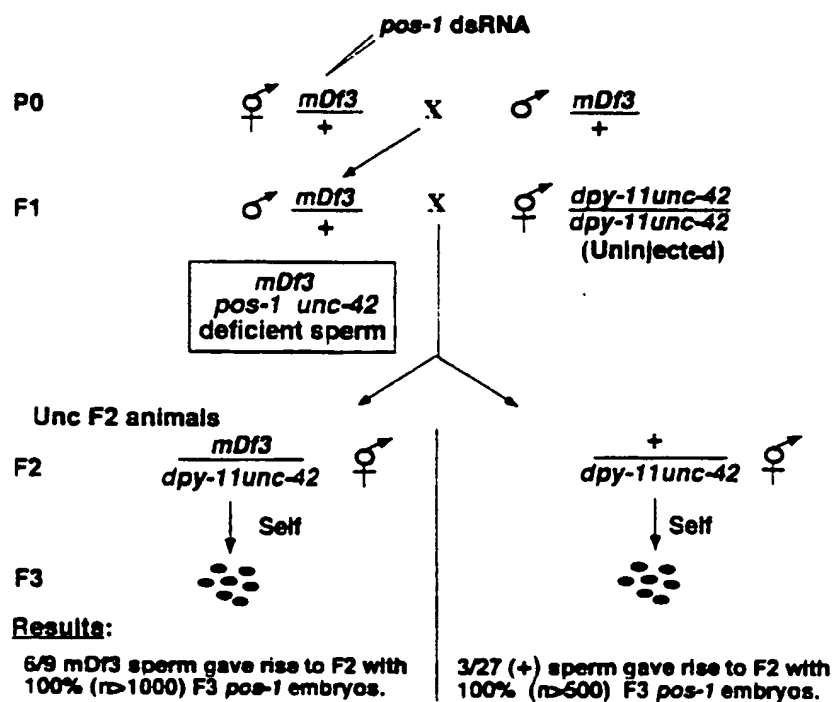 pos-1 dsRNA
P0
mDf3
+
X
mDf3
+
F1
mDf3
+
X
dpy-11unc-42
dpy-11unc-42
(Uninjected)
mDf3
pos-1 unc-42
deficient sperm
Unc F2 animals
F2
mDf3
dpy-11unc-42
+
dpy-11unc-42
Self
Self
F3
Results:
6/9 mDf3 sperm gave rise to F2 with
100% (n>1000) F3 pos-1 embryos.
3/27 (+) sperm gave rise to F2 with
100% (n>500) F3 pos-1 embryos.